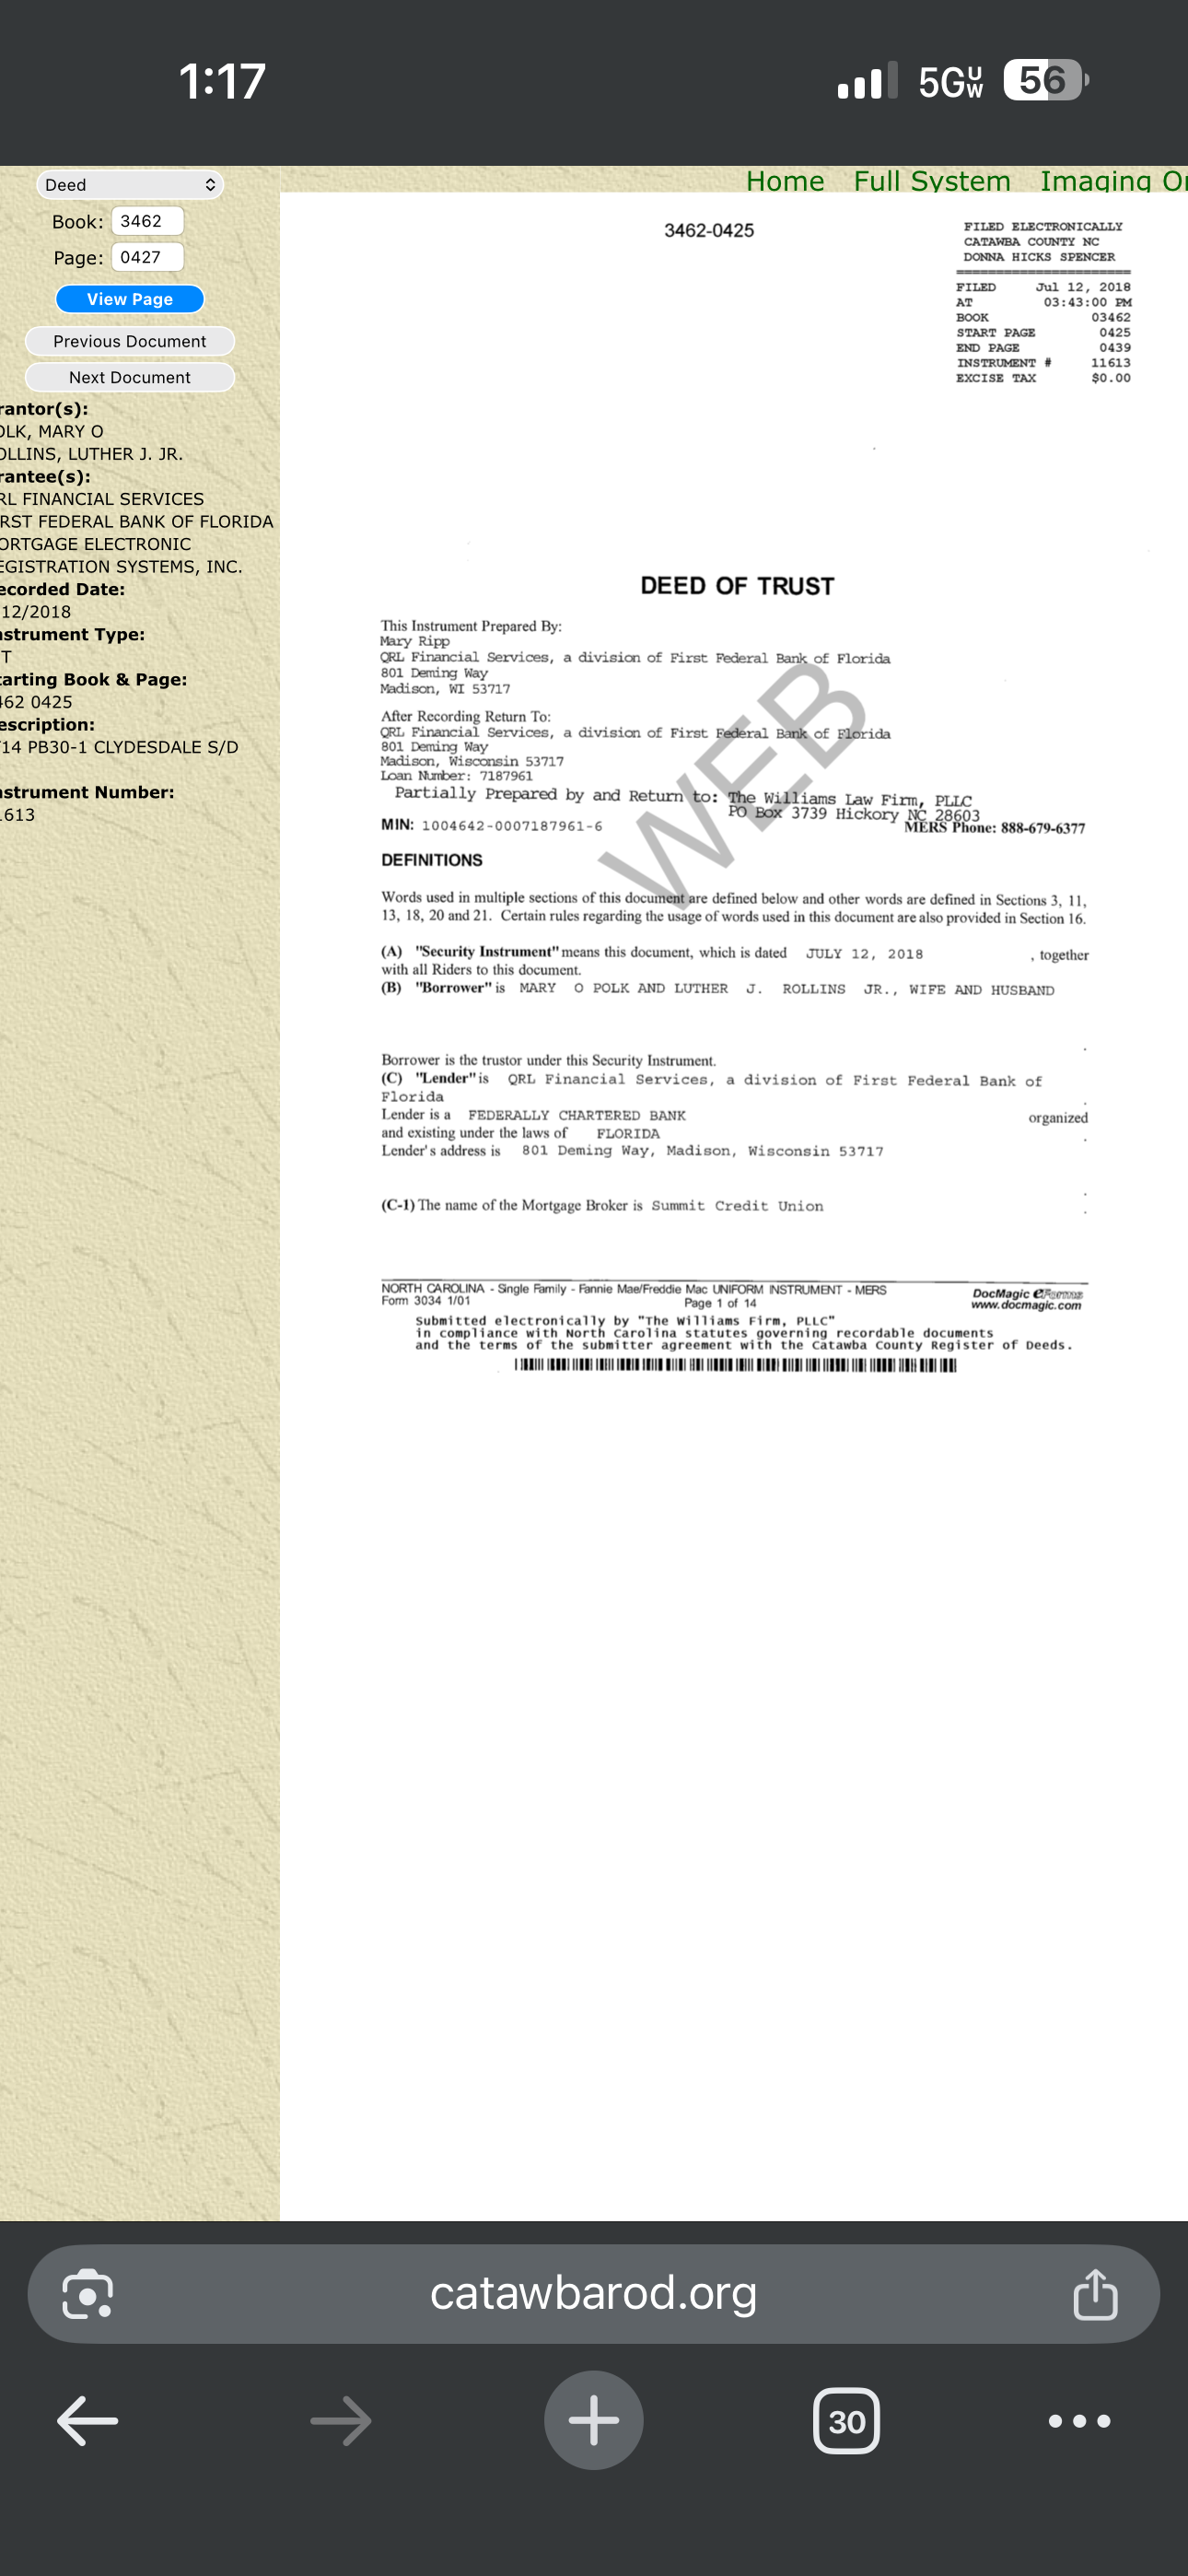 1:17
5G UW
56
Deed
Book: 3462
Page: 0427
View Page
Previous Document
Next Document
rantor(s):
OLK, MARY O
OLLINS, LUTHER J. JR.
rantee(s):
RL FINANCIAL SERVICES
RST FEDERAL BANK OF FLORIDA
ORTGAGE ELECTRONIC
EGISTRATION SYSTEMS, INC.
ecorded Date:
12/2018
nstrument Type:
T
tarting Book & Page:
462 0425
escription:
14 PB30-1 CLYDESDALE S/D
nstrument Number:
1613
Home Full System Imaging Or
3462-0425
FILED ELECTRONICALLY
CATAWBA COUNTY NC
DONNA HICKS SPENCER
FILED Jul 12, 2018
AT 03:43:00 PM
BOOK 03462
START PAGE 0425
END PAGE 0439
INSTRUMENT # 11613
EXCISE TAX $0.00
DEED OF TRUST
This Instrument Prepared By:
Mary Ripp
QRL Financial Services, a division of First Federal Bank of Florida
801 Deming Way
Madison, WI 53717
After Recording Return To:
QRL Financial Services, a division of First Federal Bank of Florida
801 Deming Way
Madison, Wisconsin 53717
Loan Number: 7187961
Partially Prepared by and Return to: The Williams Law Firm, PLLC
PO Box 3739 Hickory NC 28603
MIN: 1004642-0007187961-6 MERS Phone: 888-679-6377
WEB
DEFINITIONS
Words used in multiple sections of this document are defined below and other words are defined in Sections 3, 11,
13, 18, 20 and 21. Certain rules regarding the usage of words used in this document are also provided in Section 16.
(A) "Security Instrument" means this document, which is dated JULY 12, 2018 , together
with all Riders to this document.
(B) "Borrower" is MARY O POLK AND LUTHER J. ROLLINS JR., WIFE AND HUSBAND
.
Borrower is the trustor under this Security Instrument.
(C) "Lender" is QRL Financial Services, a division of First Federal Bank of
Florida .
Lender is a FEDERALLY CHARTERED BANK organized
and existing under the laws of FLORIDA .
Lender's address is 801 Deming Way, Madison, Wisconsin 53717
.
(C-1) The name of the Mortgage Broker is Summit Credit Union .
NORTH CAROLINA - Single Family - Fannie Mae/Freddie Mac UNIFORM INSTRUMENT - MERS
Form 3034 1/01 Page 1 of 14
DocMagic eForms
www.docmagic.com
Submitted electronically by "The Williams Firm, PLLC"
in compliance with North Carolina statutes governing recordable documents
and the terms of the submitter agreement with the Catawba County Register of Deeds.
catawbarod.org
30